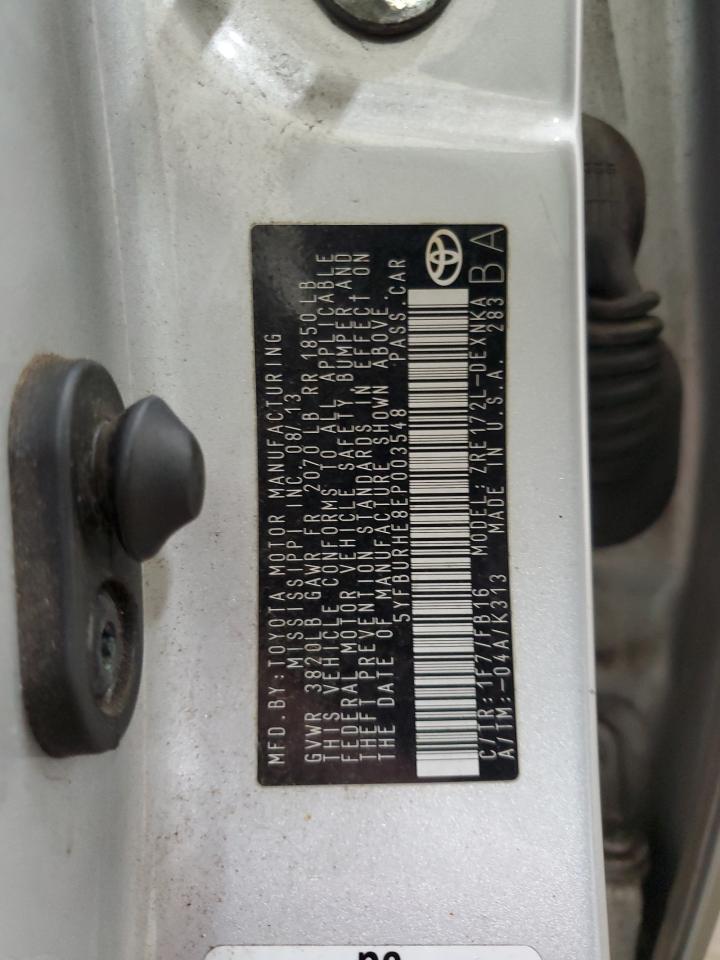 MFD.BY:TOYOTA MOTOR MANUFACTURING
MISSISSIPPI INC. 08/13
GVWR 3820LB GAWR FR 2070 LB RR 1850 LB
THIS VEHICLE CONFORMS TO ALL APPLICABLE
FEDERAL MOTOR VEHICLE SAFETY, BUMPER, AND
THEFT PREVENTION STANDARDS IN EFFECT ON
THE DATE OF MANUFACTURE SHOWN ABOVE.
5YFBURHE8EP003548 PASS. CAR
C/TR:1F7/FB16 MODEL:ZRE172L-DEXNKA
A/TM:-04A/K313 MADE IN U.S.A. 283
BA